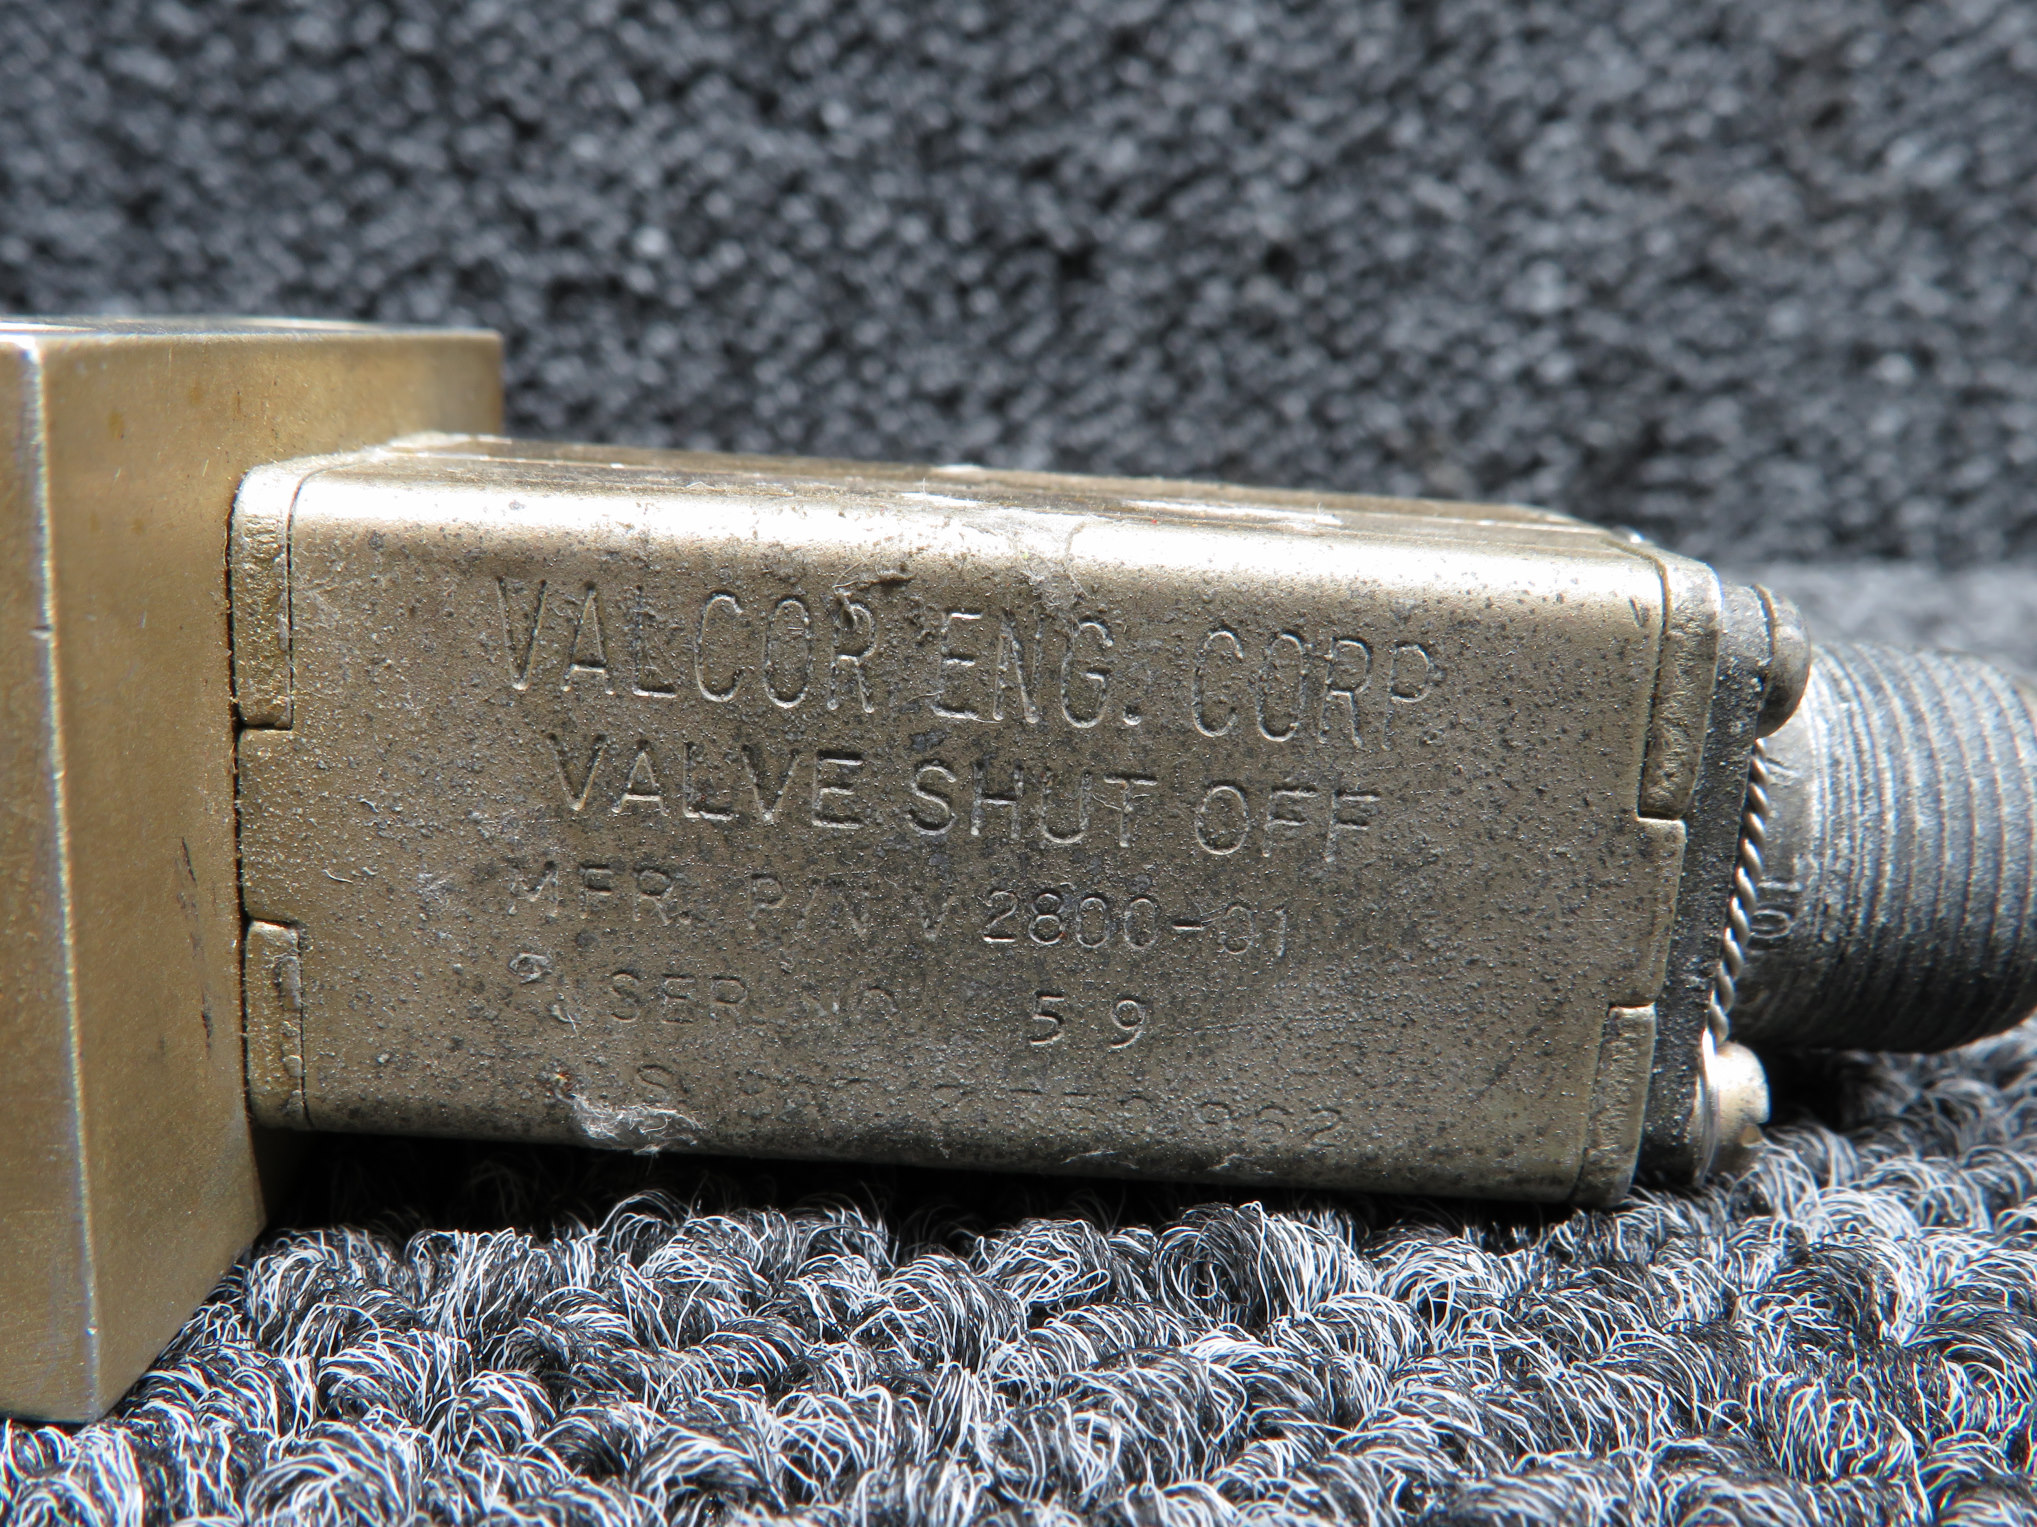 VALCOR ENG. CORP
VALVE SHUT OFF
MFR. P/N V2800-01
SER NO 59